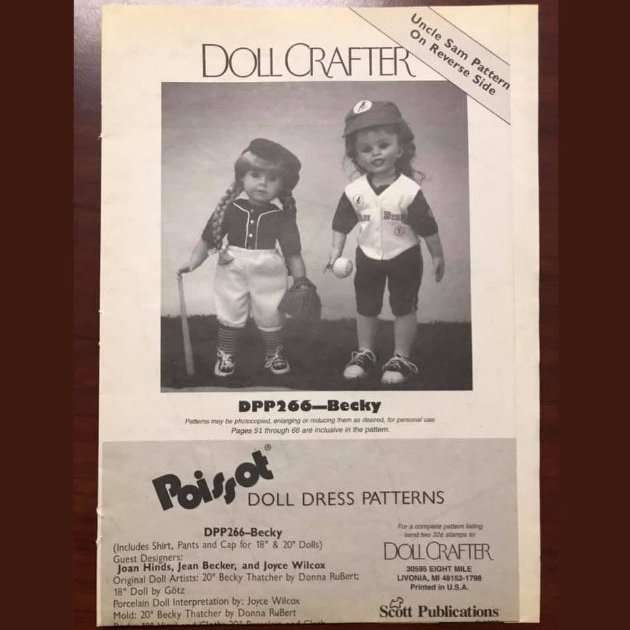 Uncle Sam Pattern
On Reverse Side
DOLL CRAFTER
DPP266—Becky
Patterns may be photocopied, enlarging or reducing them as desired, for personal use
Pages 51 through 66 are inclusive in the pattern.
Poissot®
DOLL DRESS PATTERNS
DPP266–Becky
(Includes Shirt, Pants and Cap for 18" & 20" Dolls)
Guest Designers:
Joan Hinds, Jean Becker, and Joyce Wilcox
Original Doll Artists: 20" Becky Thatcher by Donna RuBert;
18" Doll by Götz
Porcelain Doll Interpretation by: Joyce Wilcox
Mold: 20" Becky Thatcher by Donna RuBert
For a complete pattern listing
send two 32¢ stamps to
DOLL CRAFTER
30595 EIGHT MILE
LIVONIA, MI 48152-1798
Printed in U.S.A.
Scott Publications